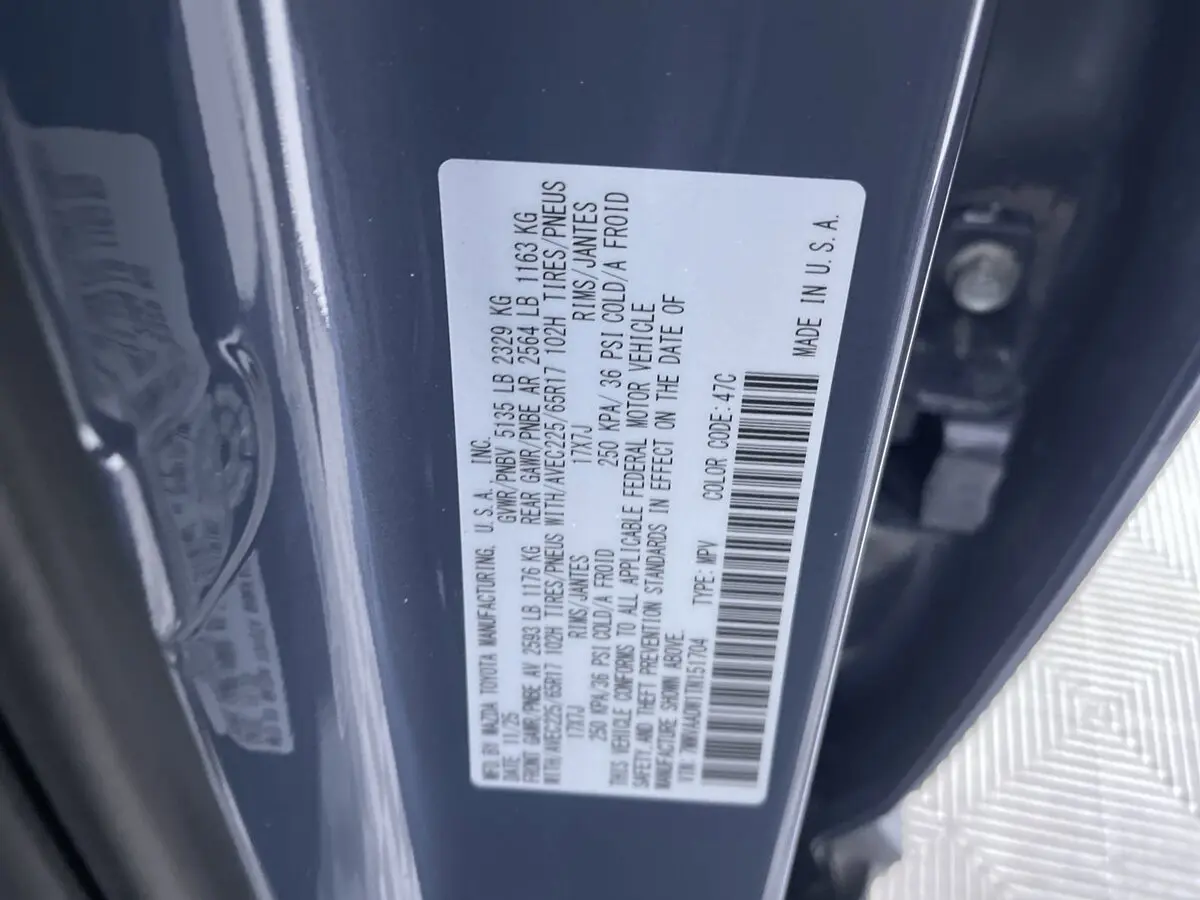 MFD BY MAZDA TOYOTA MANUFACTURING, U.S.A. INC.
DATE 11/25 GVWR/PNBV 5135 LB 2329 KG
FRONT GAWR/PNBE AV 2593 LB 1176 KG REAR GAWR/PNBE AR 2564 LB 1163 KG
WITH/AVEC225/65R17 102H TIRES/PNEUS WITH/AVEC225/65R17 102H TIRES/PNEUS
17X7J RIMS/JANTES 17X7J RIMS/JANTES
250 KPA/36 PSI COLD/A FROID 250 KPA/ 36 PSI COLD/A FROID
THIS VEHICLE CONFORMS TO ALL APPLICABLE FEDERAL MOTOR VEHICLE
SAFETY, AND THEFT PREVENTION STANDARDS IN EFFECT ON THE DATE OF
MANUFACTURE SHOWN ABOVE.
VIN: TYPE: MPV COLOR CODE: 47C
MADE IN U.S.A.